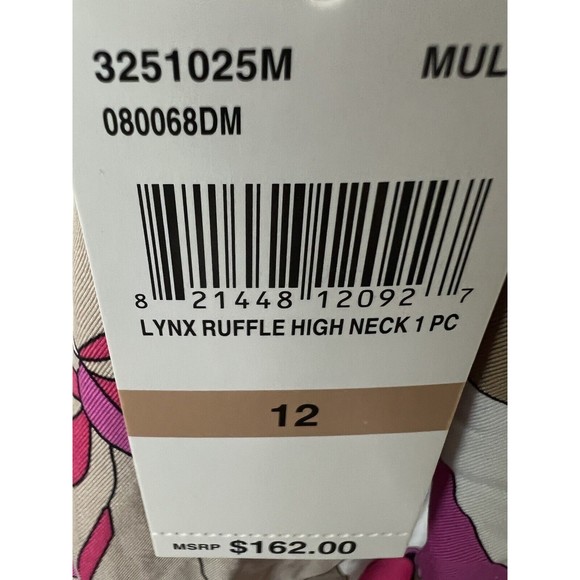 3251025M MUL
080068DM
8 21448 12092 7
LYNX RUFFLE HIGH NECK 1 PC
12
MSRP $162.00